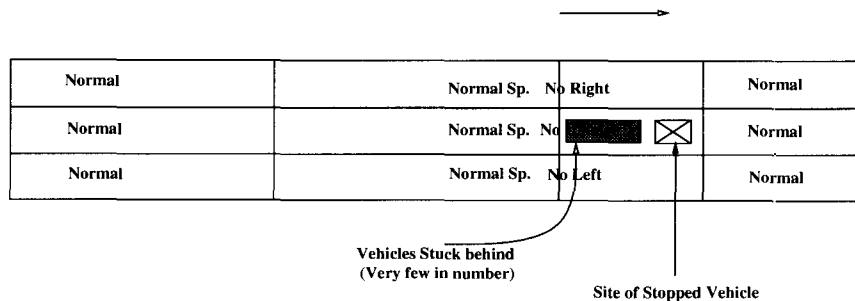 Normal Normal Sp. No Right Normal
Normal Normal Sp. No Normal
Normal Normal Sp. No Left Normal
Vehicles Stuck behind
(Very few in number)
Site of Stopped Vehicle